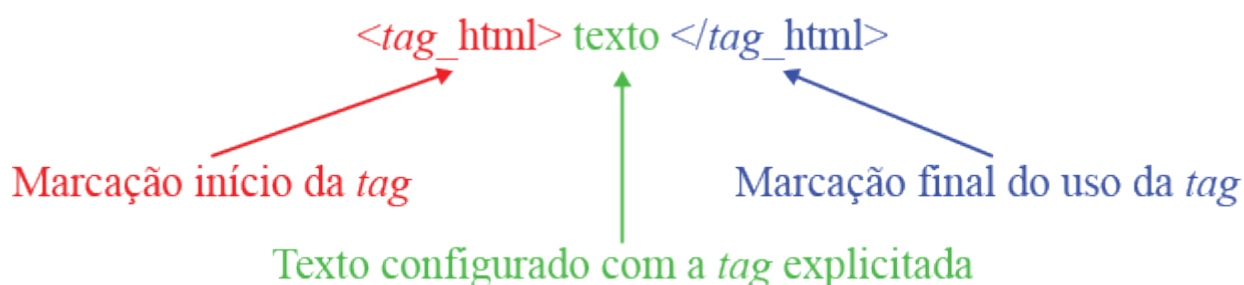 <tag_html> texto </tag_html>
Marcação início da tag
Marcação final do uso da tag
Texto configurado com a tag explicitada